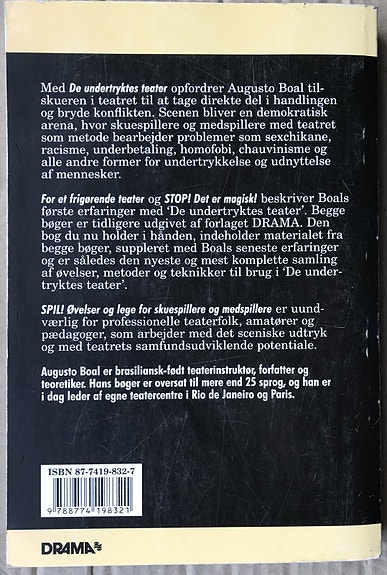 Med De undertryktes teater opfordrer Augusto Boal til-
skueren i teatret til at tage direkte del i handlingen
og bryde konflikten. Scenen bliver en demokratisk
arena, hvor skuespillere og medspillere med teatret
som metode bearbejder problemer som sexchikane,
racisme, underbetaling, homofobi, chauvinisme og
alle andre former for undertrykkelse og udnyttelse
af mennesker.
For et frigørende teater og STOP! Det er magisk! beskriver Boals
første erfaringer med 'De undertryktes teater'. Begge
bøger er tidligere udgivet af forlaget DRAMA. Den
bog du nu holder i hånden, indeholder materialet fra
begge bøger, suppleret med Boals seneste erfaringer
og er således den nyeste og mest komplette samling
af øvelser, metoder og teknikker til brug i 'De under-
tryktes teater'.
SPIL! Øvelser og lege for skuespillere og medspillere er uund-
værlig for professionelle teaterfolk, amatører og
pædagoger, som arbejder med det sceniske udtryk
og med teatrets samfundsudviklende potentiale.
Augusto Boal er brasiliansk-født teaterinstruktør, forfatter og
teoretiker. Hans bøger er oversat til mere end 25 sprog, og han er
i dag leder af egne teatercentre i Rio de Janeiro og Paris.
ISBN 87-7419-832-7
9 788774 198321
DRAMA